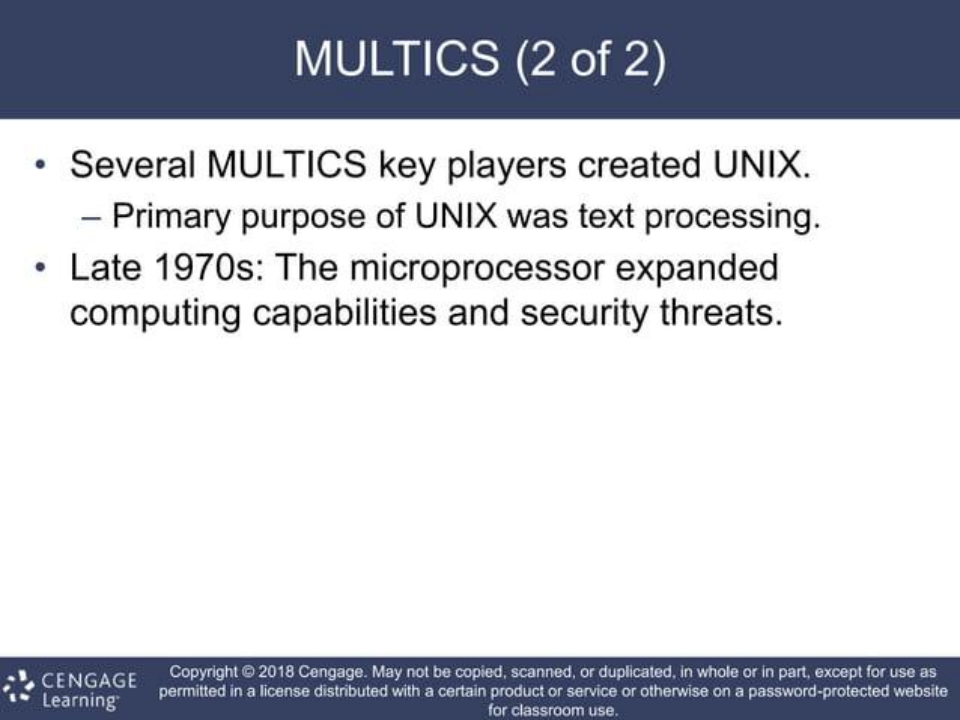 MULTICS (2 of 2)
• Several MULTICS key players created UNIX.
– Primary purpose of UNIX was text processing.
• Late 1970s: The microprocessor expanded
computing capabilities and security threats.
CENGAGE
Learning™
Copyright © 2018 Cengage. May not be copied, scanned, or duplicated, in whole or in part, except for use as
permitted in a license distributed with a certain product or service or otherwise on a password-protected website
for classroom use.